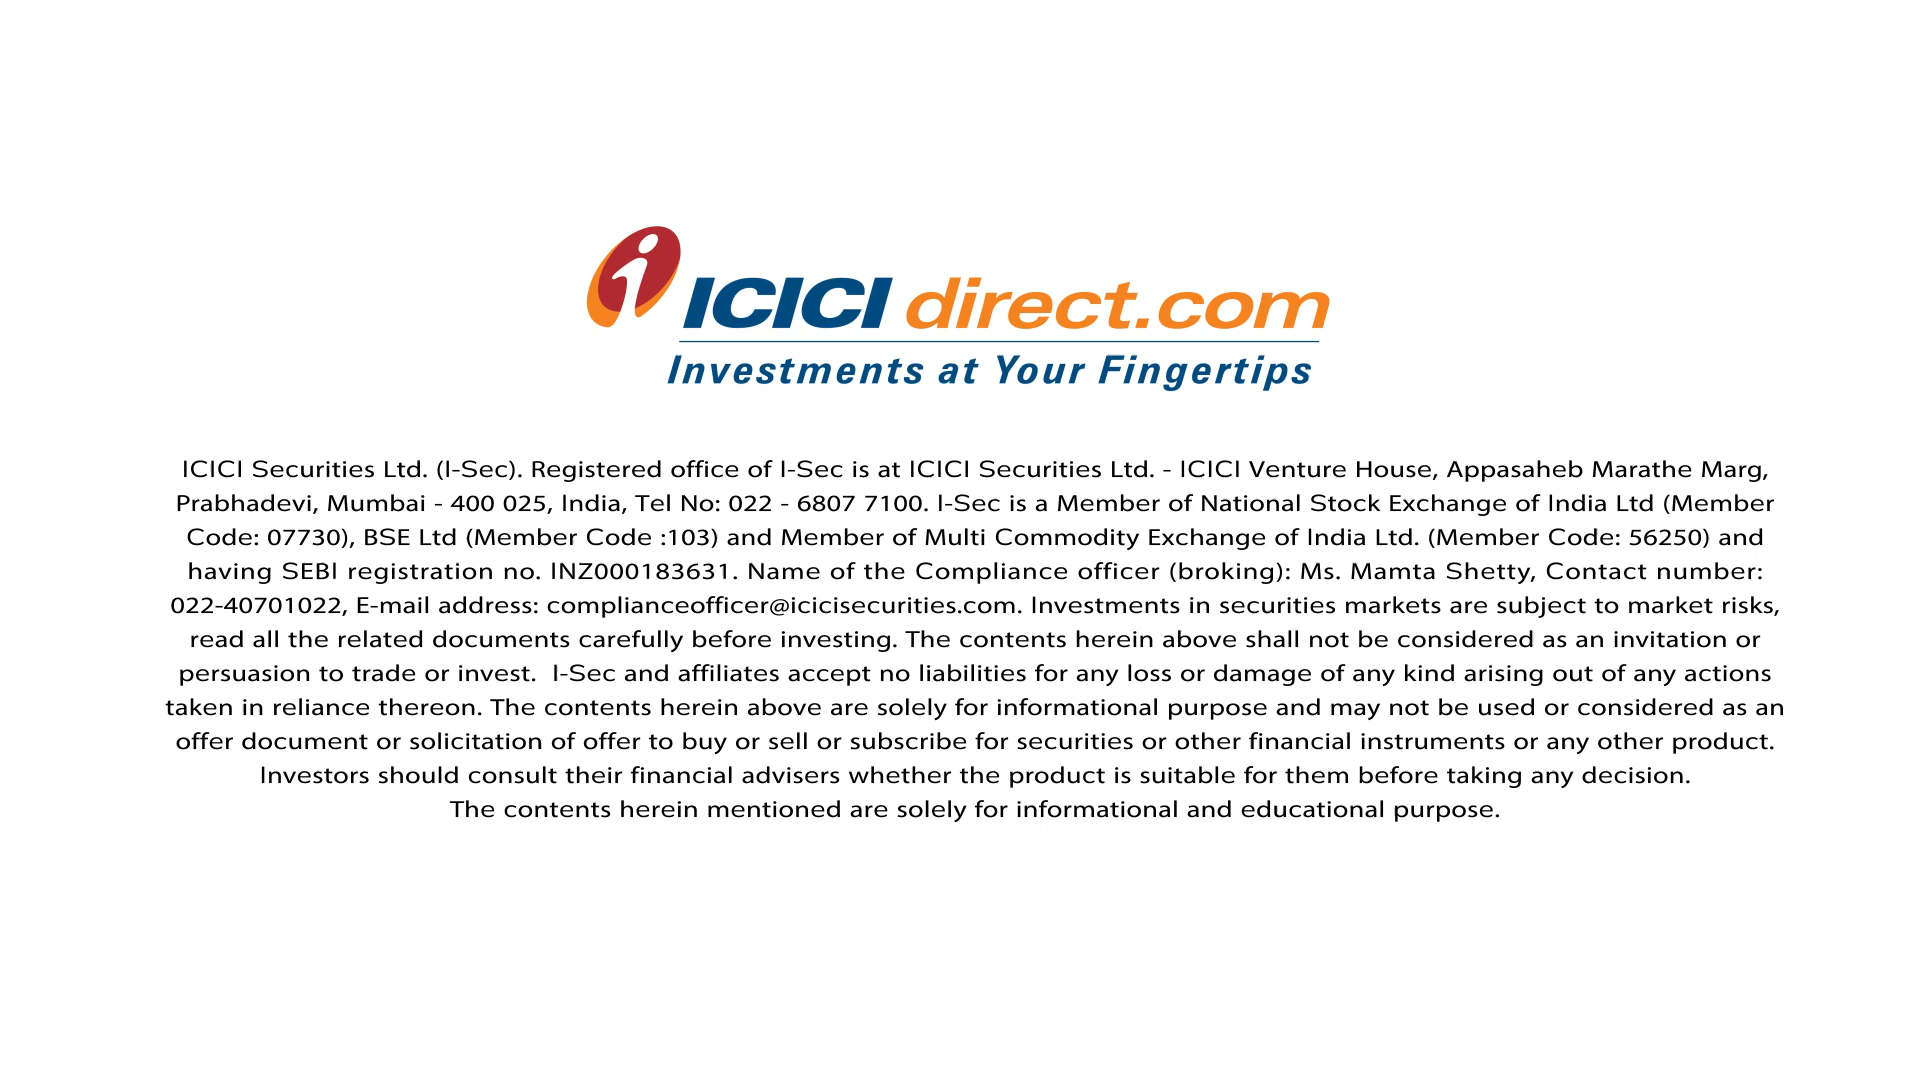 ICICI direct.com
Investments at Your Fingertips
ICICI Securities Ltd. (I-Sec). Registered office of I-Sec is at ICICI Securities Ltd. - ICICI Venture House, Appasaheb Marathe Marg,
Prabhadevi, Mumbai - 400 025, India, Tel No: 022 - 6807 7100. I-Sec is a Member of National Stock Exchange of India Ltd (Member
Code: 07730), BSE Ltd (Member Code :103) and Member of Multi Commodity Exchange of India Ltd. (Member Code: 56250) and
having SEBI registration no. INZ000183631. Name of the Compliance officer (broking): Ms. Mamta Shetty, Contact number:
022-40701022, E-mail address: complianceofficer@icicisecurities.com. Investments in securities markets are subject to market risks,
read all the related documents carefully before investing. The contents herein above shall not be considered as an invitation or
persuasion to trade or invest.  I-Sec and affiliates accept no liabilities for any loss or damage of any kind arising out of any actions
taken in reliance thereon. The contents herein above are solely for informational purpose and may not be used or considered as an
offer document or solicitation of offer to buy or sell or subscribe for securities or other financial instruments or any other product.
Investors should consult their financial advisers whether the product is suitable for them before taking any decision.
The contents herein mentioned are solely for informational and educational purpose.